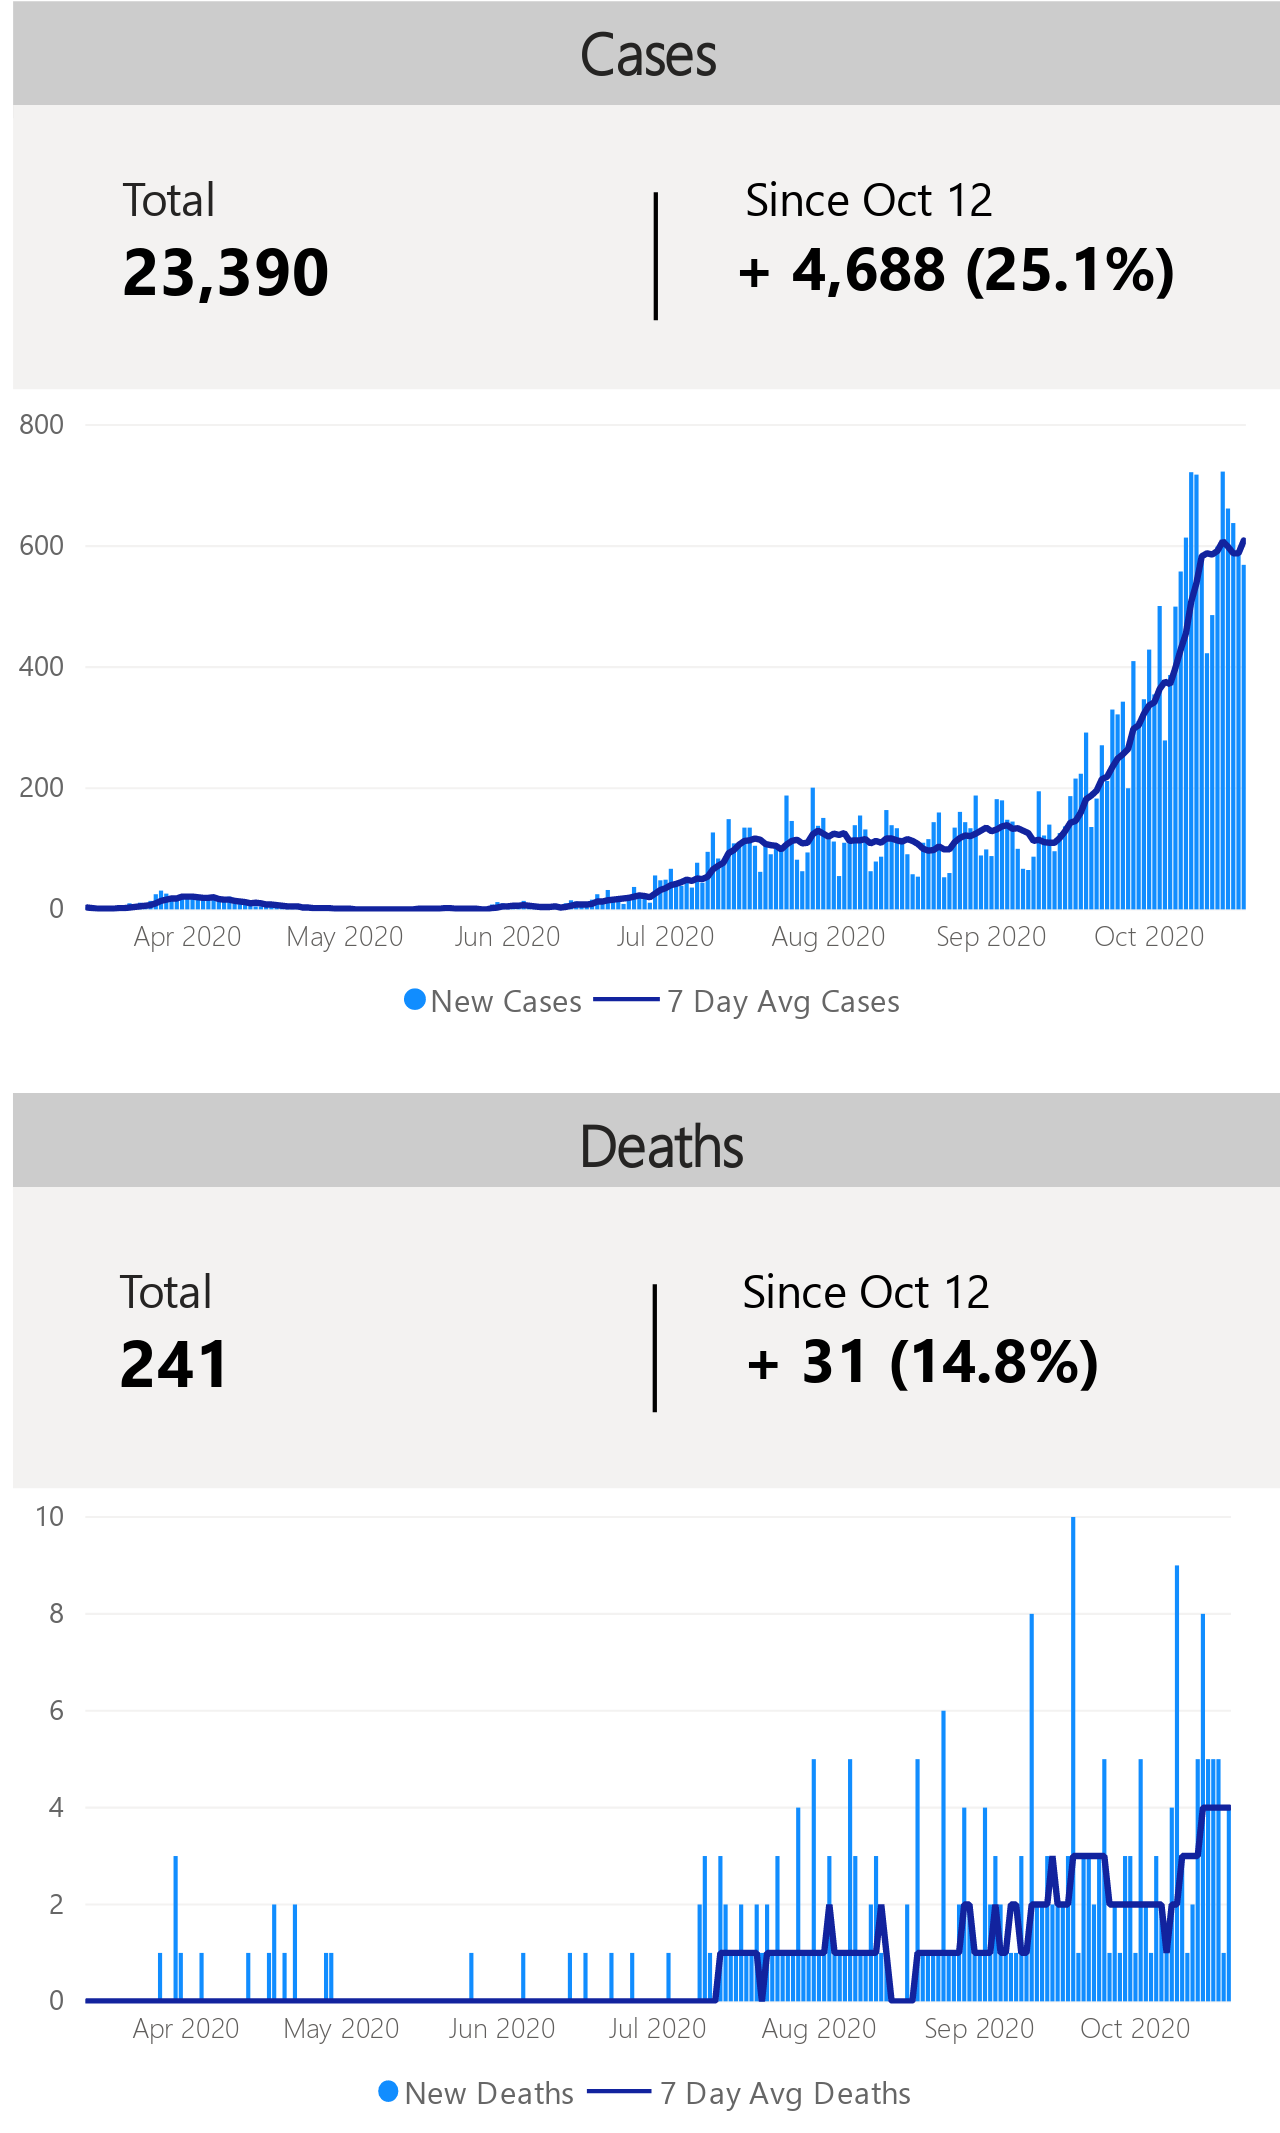 Cases
Total
Since Oct 12
23,390
+ 4,688 (25.1%)
800
600
400
200
0
Apr 2020 May 2020 Jun 2020 Jul 2020 Aug 2020 Sep 2020 Oct 2020
New Cases 7 Day Avg Cases
Deaths
Total
Since Oct 12
241
+ 31 (14.8%)
10
8
6
4
2
0
Apr 2020 May 2020 Jun 2020 Jul 2020 Aug 2020 Sep 2020 Oct 2020
New Deaths 7 Day Avg Deaths